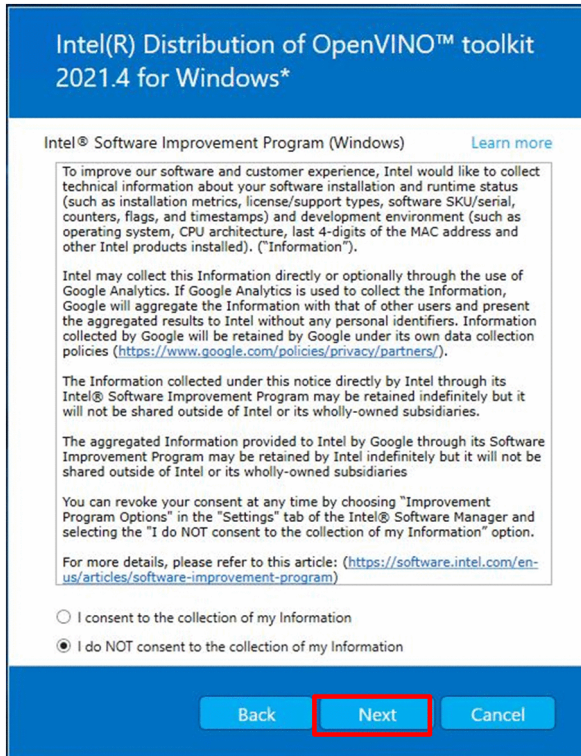 Intel(R) Distribution of OpenVINO™ toolkit
2021.4 for Windows*
Intel® Software Improvement Program (Windows) Learn more
To improve our software and customer experience, Intel would like to collect
technical information about your software installation and runtime status
(such as installation metrics, license/support types, software SKU/serial,
counters, flags, and timestamps) and development environment (such as
operating system, CPU architecture, last 4-digits of the MAC address and
other Intel products installed). ("Information").
Intel may collect this Information directly or optionally through the use of
Google Analytics. If Google Analytics is used to collect the Information,
Google will aggregate the Information with that of other users and present
the aggregated results to Intel without any personal identifiers. Information
collected by Google will be retained by Google under its own data collection
policies (https://www.google.com/policies/privacy/partners/).
The Information collected under this notice directly by Intel through its
Intel® Software Improvement Program may be retained indefinitely but it
will not be shared outside of Intel or its wholly-owned subsidiaries.
The aggregated Information provided to Intel by Google through its Software
Improvement Program may be retained by Intel indefinitely but it will not be
shared outside of Intel or its wholly-owned subsidiaries
You can revoke your consent at any time by choosing "Improvement
Program Options" in the "Settings" tab of the Intel® Software Manager and
selecting the "I do NOT consent to the collection of my Information" option.
For more details, please refer to this article: (https://software.intel.com/en-
us/articles/software-improvement-program)
I consent to the collection of my Information
I do NOT consent to the collection of my Information
Back Next Cancel